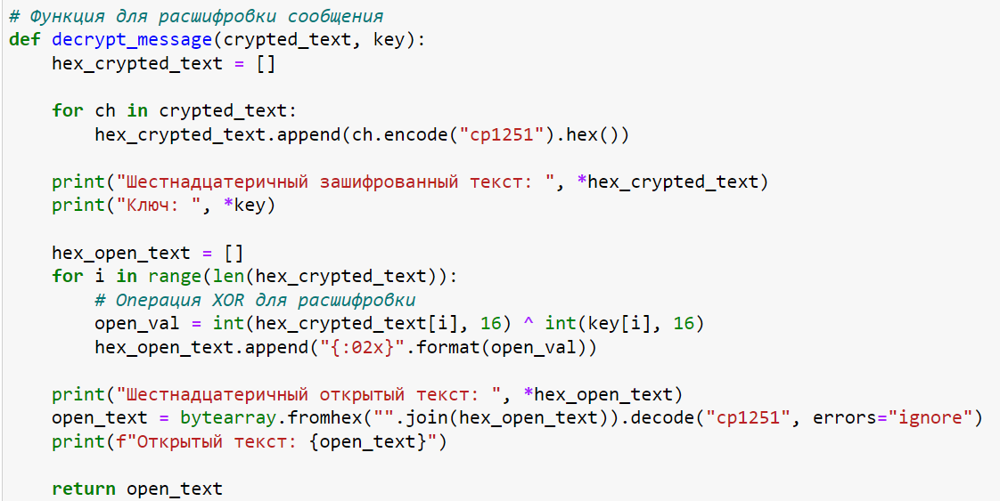 # Функция для расшифровки сообщения
def decrypt_message(crypted_text, key):
    hex_crypted_text = []

    for ch in crypted_text:
        hex_crypted_text.append(ch.encode("cp1251").hex())

    print("Шестнадцатеричный зашифрованный текст: ", *hex_crypted_text)
    print("Ключ: ", *key)

    hex_open_text = []
    for i in range(len(hex_crypted_text)):
        # Операция XOR для расшифровки
        open_val = int(hex_crypted_text[i], 16) ^ int(key[i], 16)
        hex_open_text.append("{:02x}".format(open_val))

    print("Шестнадцатеричный открытый текст: ", *hex_open_text)
    open_text = bytearray.fromhex("".join(hex_open_text)).decode("cp1251", errors="ignore")
    print(f"Открытый текст: {open_text}")

    return open_text